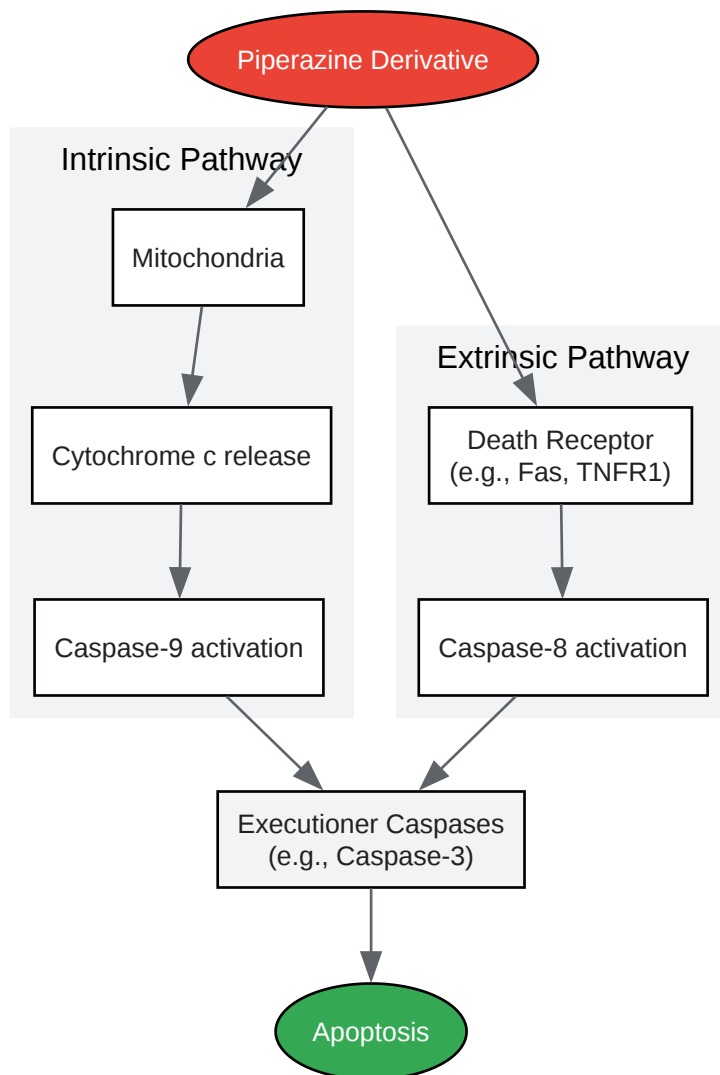 Piperazine Derivative
Intrinsic Pathway
Mitochondria
Cytochrome c release
Caspase-9 activation
Extrinsic Pathway
Death Receptor
(e.g., Fas, TNFR1)
Caspase-8 activation
Executioner Caspases
(e.g., Caspase-3)
Apoptosis